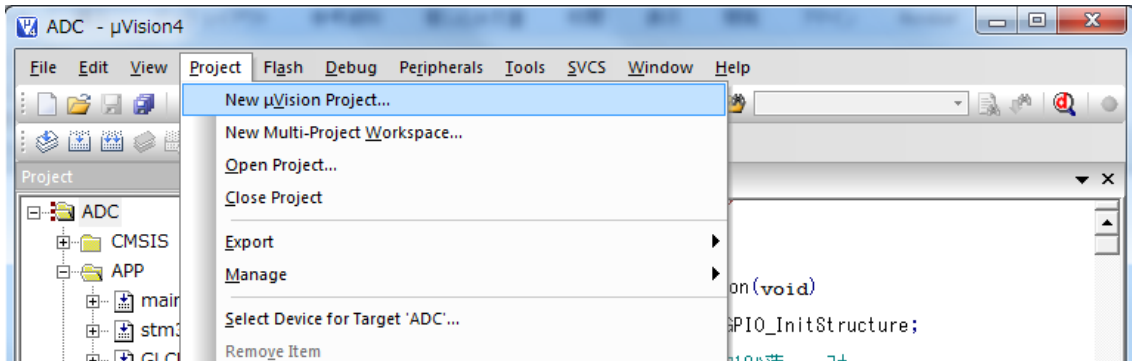 ADC - µVision4
File Edit View Project Flash Debug Peripherals Tools SVCS Window Help
New µVision Project...
New Multi-Project Workspace...
Project
Open Project...
Close Project
ADC
CMSIS
Export
APP
Manage
on(void)
main
stm3
Select Device for Target 'ADC'...
GPIO_InitStructure;
Remove Item